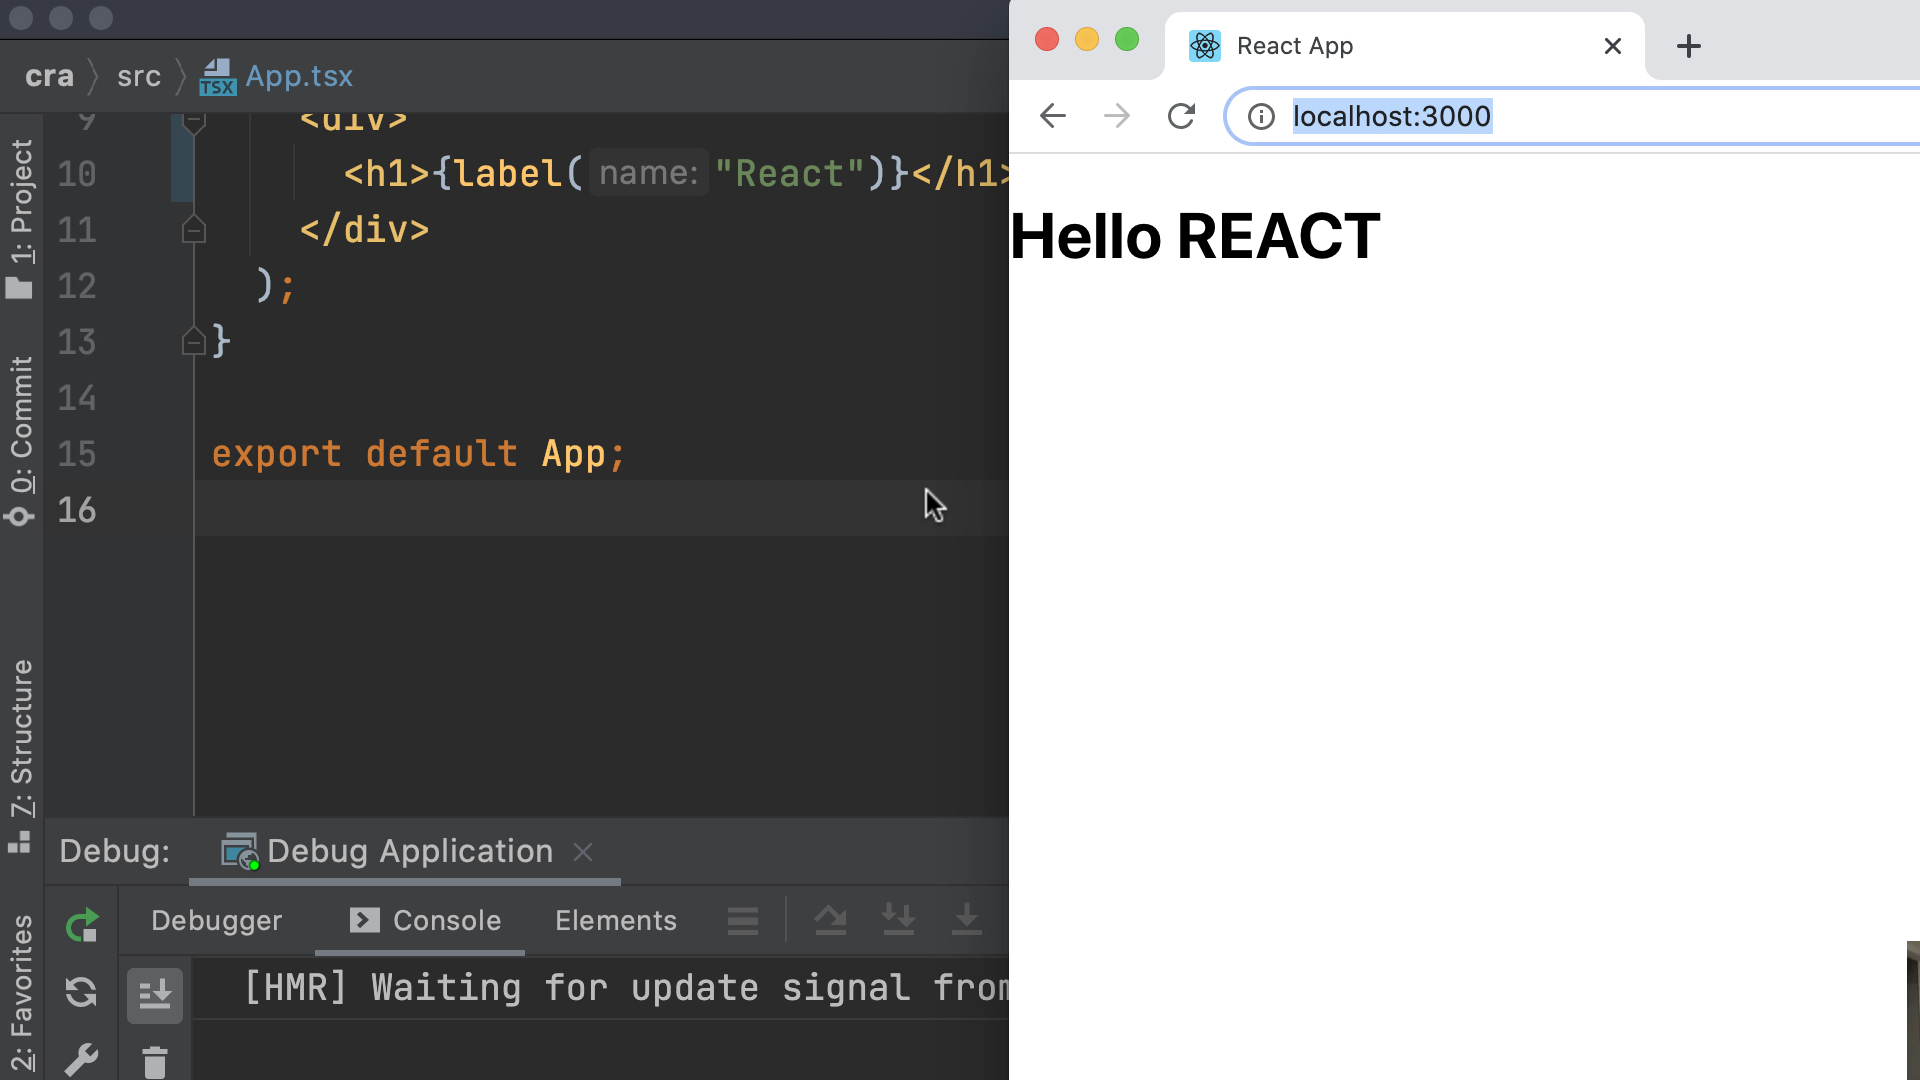 cra src TSX App.tsx
1: Project
0: Commit
Z: Structure
2: Favorites
9 <div>
10 <h1>{label( name: "React")}</h1>
11 </div>
12 );
13 }
14
15 export default App;
16
Debug: Debug Application
Debugger Console Elements
[HMR] Waiting for update signal from
React App
localhost:3000
Hello REACT